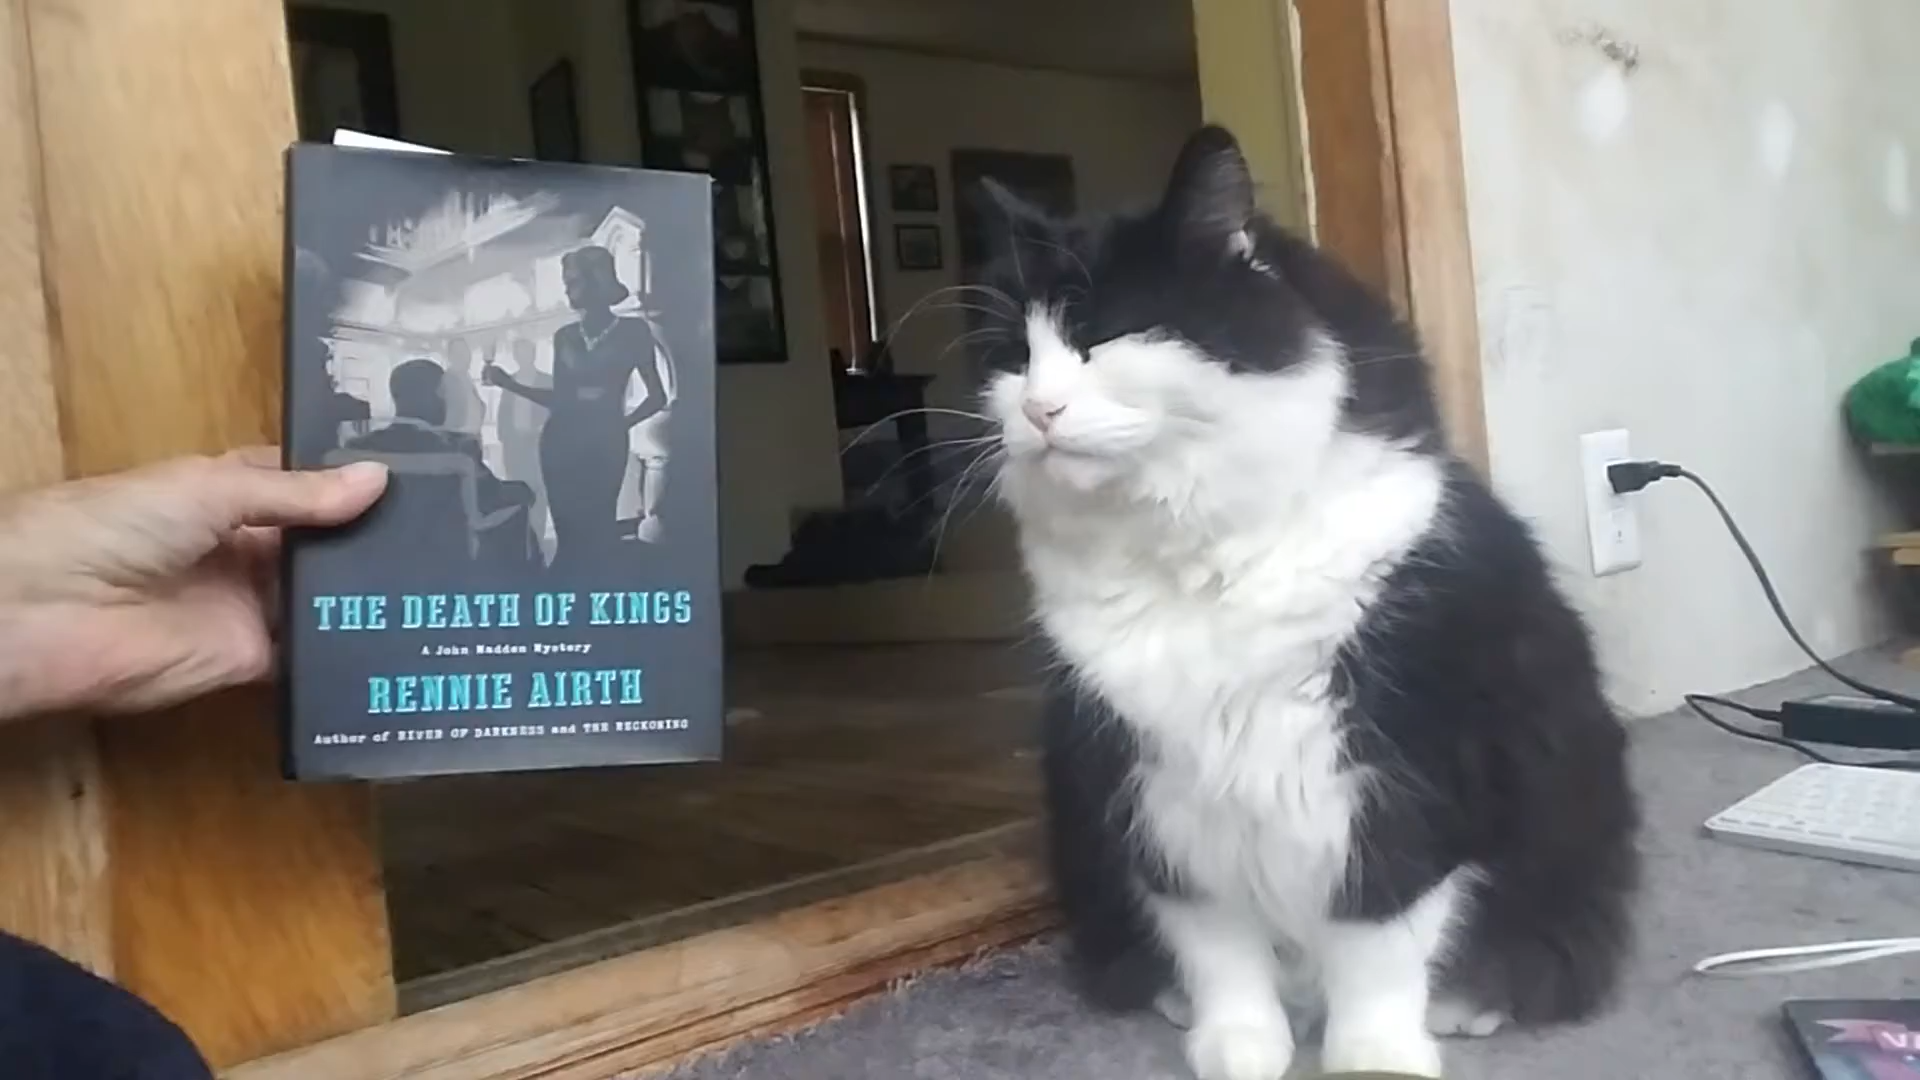 THE DEATH OF KINGS
A John Madden Mystery
RENNIE AIRTH
Author of RIVER OF DARKNESS and THE RECKONING